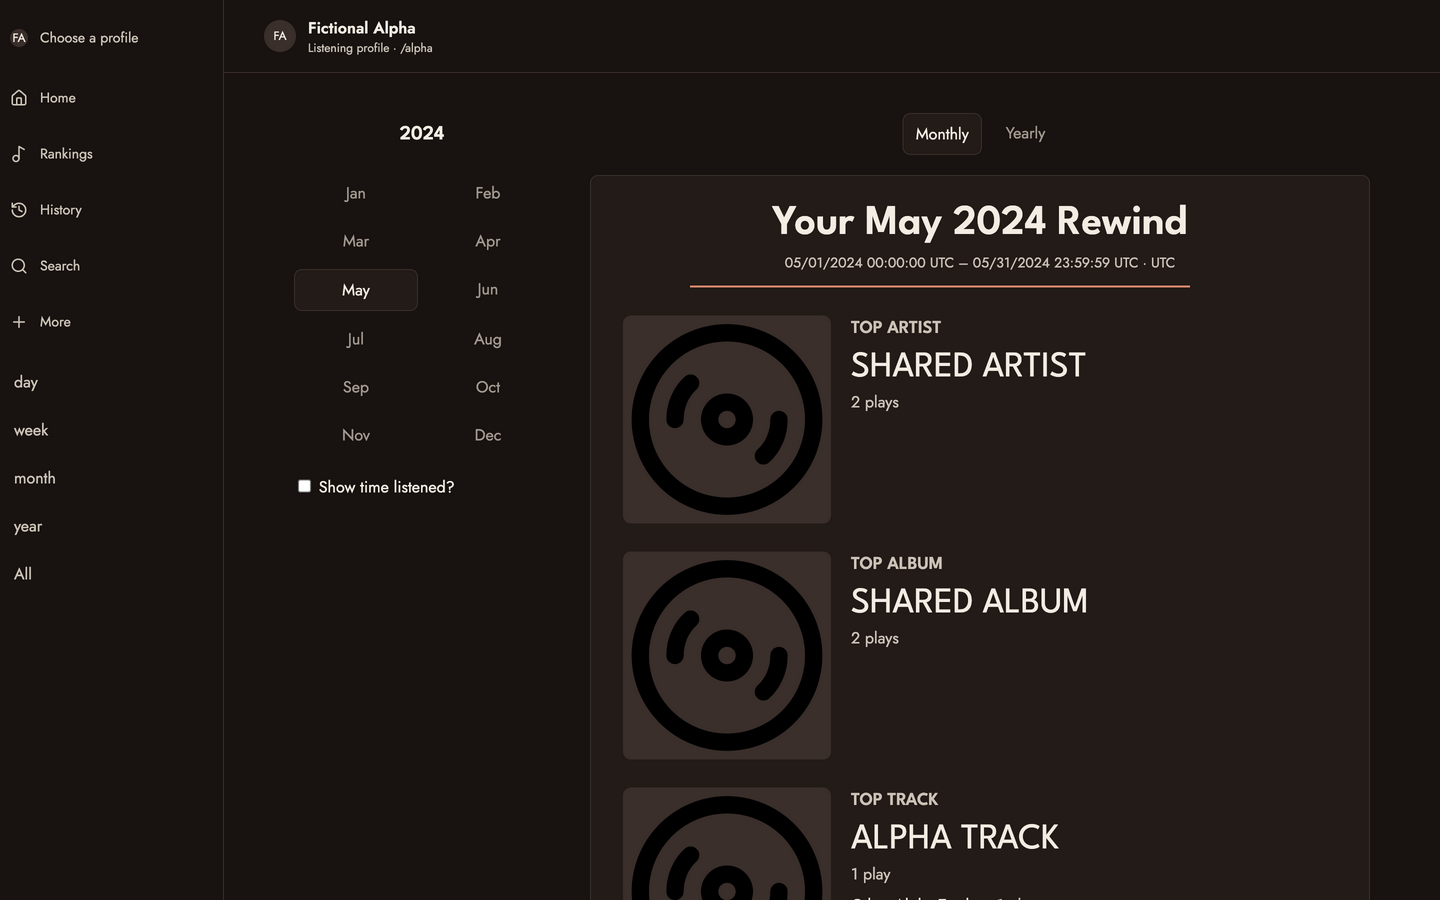 FA Choose a profile
Home
Rankings
History
Search
More
day
week
month
year
All
FA
Fictional Alpha
Listening profile · /alpha
2024
Jan Feb
Mar Apr
May Jun
Jul Aug
Sep Oct
Nov Dec
Show time listened?
Monthly Yearly
Your May 2024 Rewind
05/01/2024 00:00:00 UTC – 05/31/2024 23:59:59 UTC · UTC
TOP ARTIST
SHARED ARTIST
2 plays
TOP ALBUM
SHARED ALBUM
2 plays
TOP TRACK
ALPHA TRACK
1 play